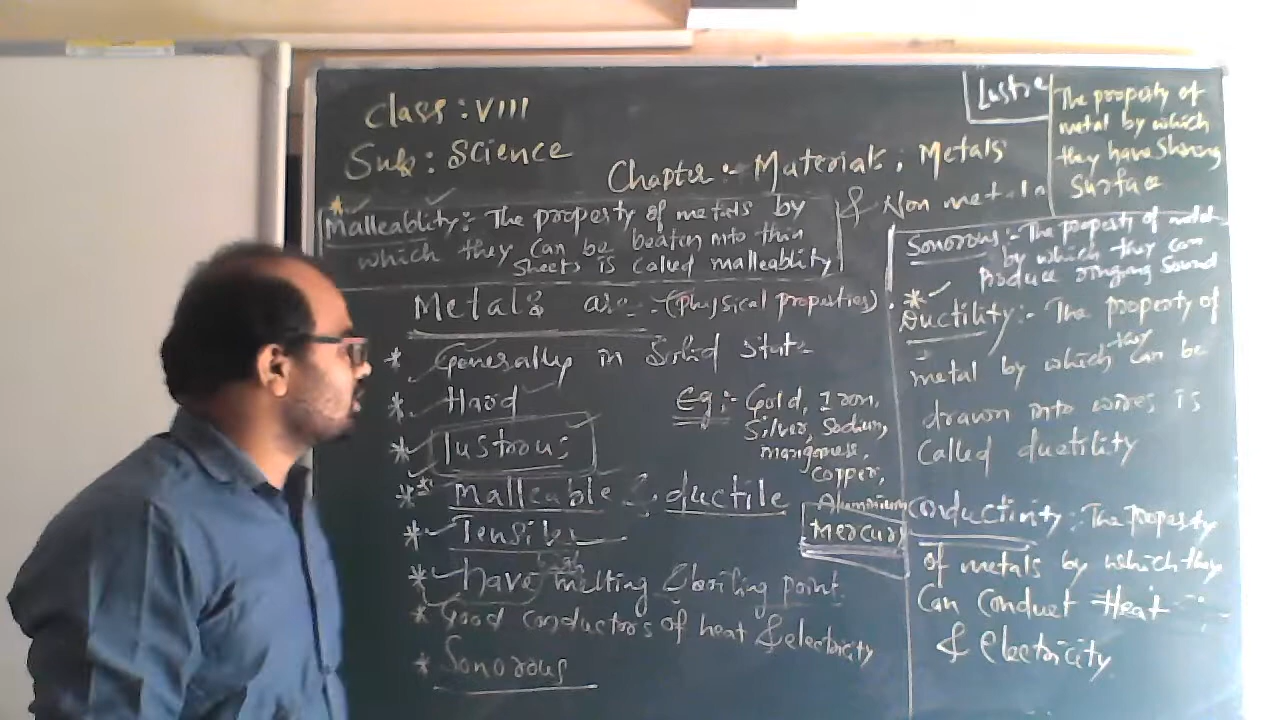 Class : VIII
Sub : Science
Chapter :- Materials : Metals
& Non metals
Lustre
The property of
metal by which
they have Shining
Surface
* Malleablity :- The property of metals by
which they can be beaten into thin
Sheets is called malleablity
Metals are :- (Physical properties)
* Generally in Solid state
* Hard
* lustrous
* malleable & ductile
* Tensile
* have high melting & boiling point.
* Good conductors of heat & electricity
* Sonorous
Eg :- Gold, Iron,
Silver, Sodium,
manganese,
Copper,
Aluminium
Mercury
Sonorous :- The property of metal
by which they can
Produce ringing Sound
* Ductility :- The property of
metal by which they can be
drawn into wires is
Called ductility
Conductivity : The property
of metals by which they
Can Conduct Heat
& Electricity